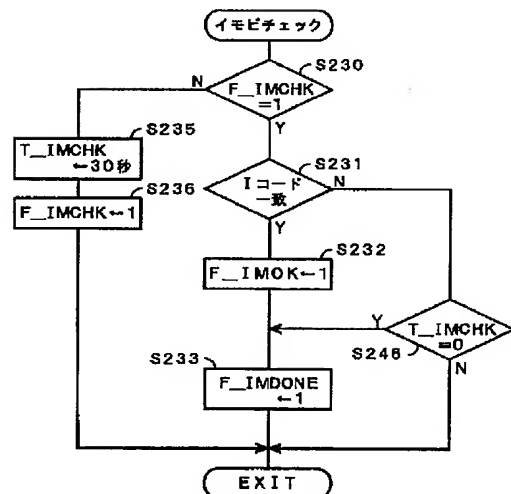 イモビチェック
S230
F_IMCHK
=1
N
Y
S235
T_IMCHK
←30秒
S231
Iコード
一致
N
Y
S236
F_IMCHK←1
S232
F_IMOK←1
Y
T_IMCHK
=0
S246
N
S233
F_IMDONE
←1
EXIT